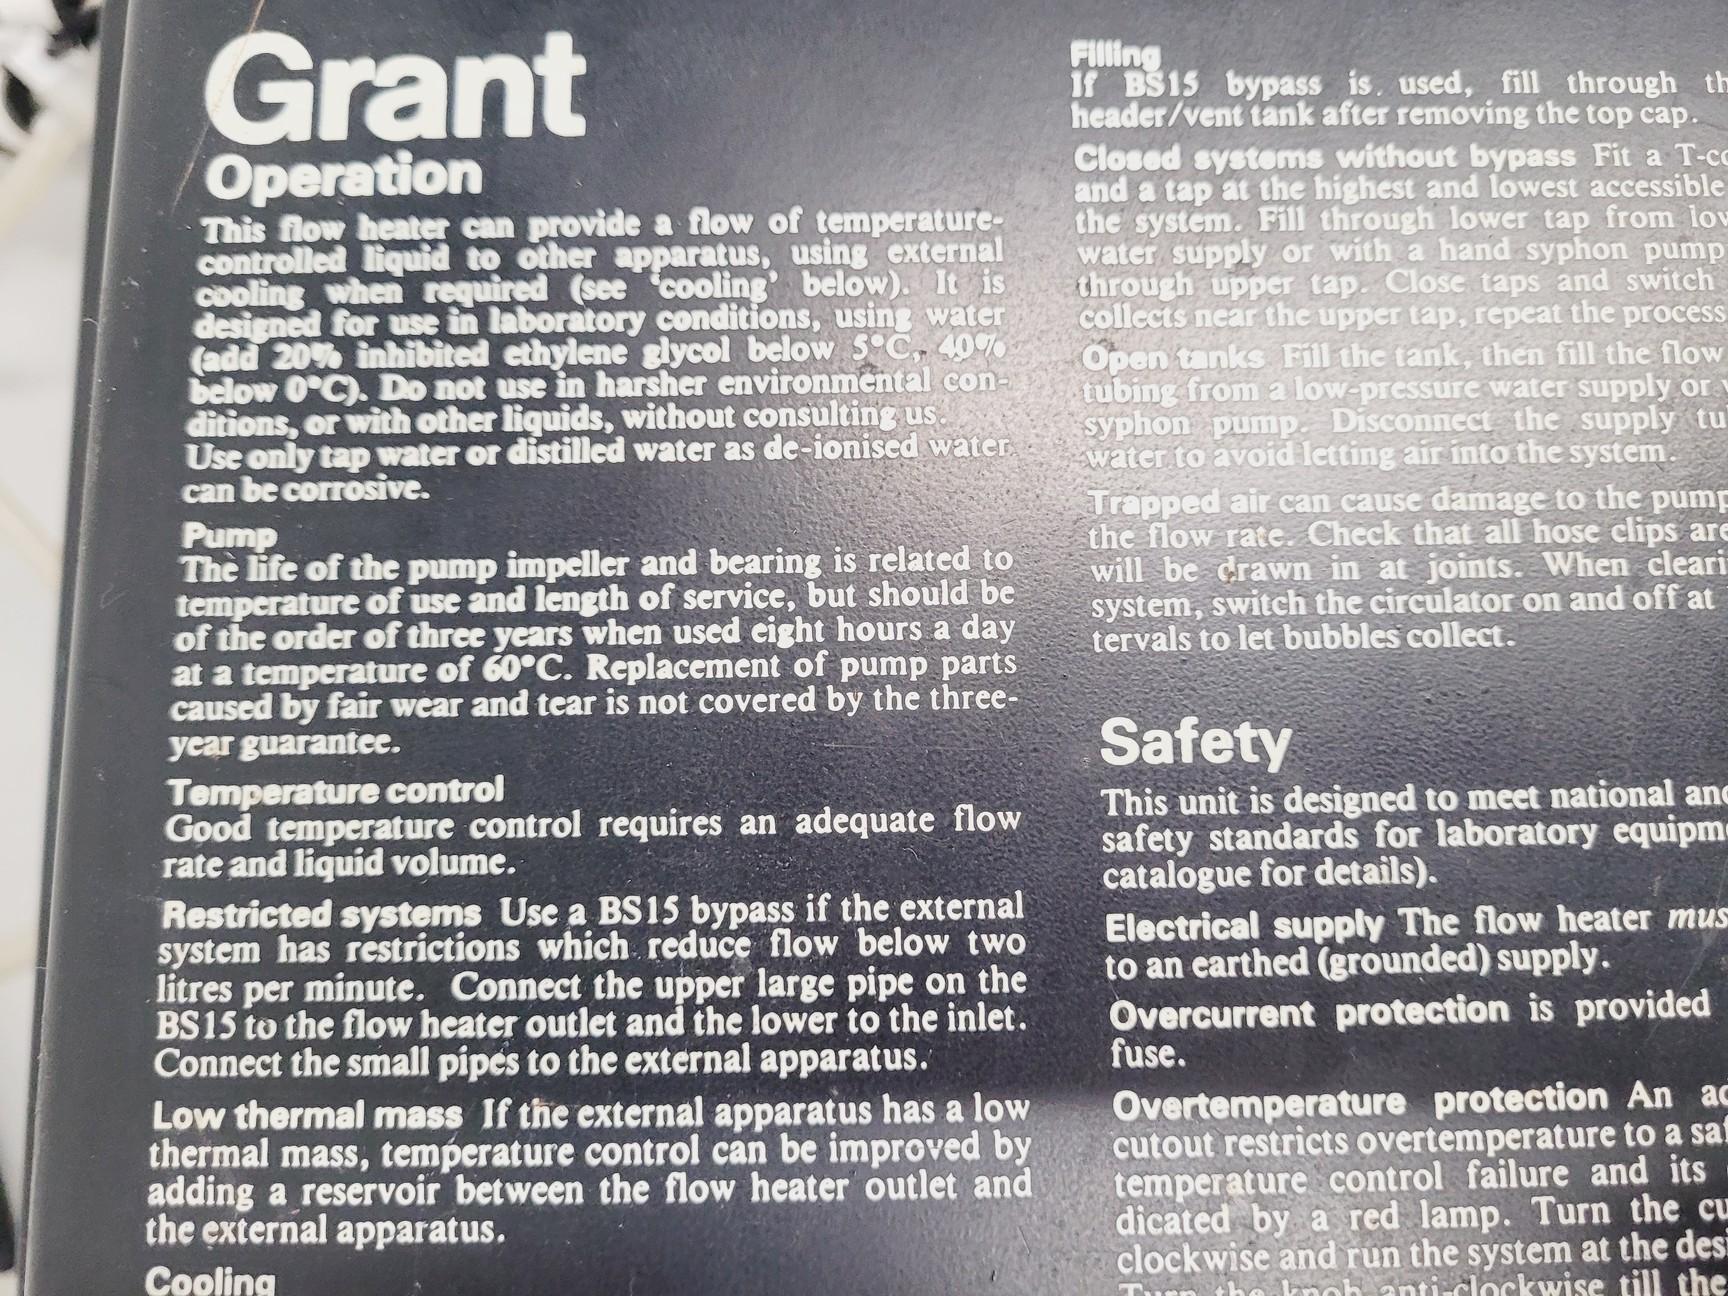 Grant
Operation
This flow heater can provide a flow of temperature-
controlled liquid to other apparatus, using external
cooling when required (see 'cooling' below). It is
designed for use in laboratory conditions, using water
(add 20% inhibited ethylene glycol below 5°C, 40%
below 0°C). Do not use in harsher environmental con-
ditions, or with other liquids, without consulting us.
Use only tap water or distilled water as de-ionised water
can be corrosive.
Pump
The life of the pump impeller and bearing is related to
temperature of use and length of service, but should be
of the order of three years when used eight hours a day
at a temperature of 60°C. Replacement of pump parts
caused by fair wear and tear is not covered by the three-
year guarantee.
Temperature control
Good temperature control requires an adequate flow
rate and liquid volume.
Restricted systems Use a BS15 bypass if the external
system has restrictions which reduce flow below two
litres per minute. Connect the upper large pipe on the
BS15 to the flow heater outlet and the lower to the inlet.
Connect the small pipes to the external apparatus.
Low thermal mass If the external apparatus has a low
thermal mass, temperature control can be improved by
adding a reservoir between the flow heater outlet and
the external apparatus.
Cooling
Filling
If BS15 bypass is used, fill through th
header/vent tank after removing the top cap.
Closed systems without bypass Fit a T-co
and a tap at the highest and lowest accessible
the system. Fill through lower tap from low
water supply or with a hand syphon pump
through upper tap. Close taps and switch
collects near the upper tap, repeat the process
Open tanks Fill the tank, then fill the flow
tubing from a low-pressure water supply or
syphon pump. Disconnect the supply tu
water to avoid letting air into the system.
Trapped air can cause damage to the pump
the flow rate. Check that all hose clips are
will be drawn in at joints. When cleari
system, switch the circulator on and off at
tervals to let bubbles collect.
Safety
This unit is designed to meet national and
safety standards for laboratory equipm
catalogue for details).
Electrical supply The flow heater mus
to an earthed (grounded) supply.
Overcurrent protection is provided
fuse.
Overtemperature protection An ad
cutout restricts overtemperature to a saf
temperature control failure and its
dicated by a red lamp. Turn the cu
clockwise and run the system at the desi
Turn the knob anti-clockwise till the